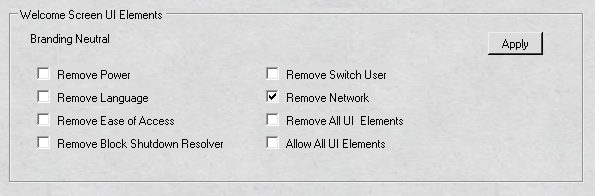 Welcome Screen UI Elements
Branding Neutral
Apply
Remove Power
Remove Switch User
Remove Language
Remove Network
Remove Ease of Access
Remove All UI Elements
Remove Block Shutdown Resolver
Allow All UI Elements